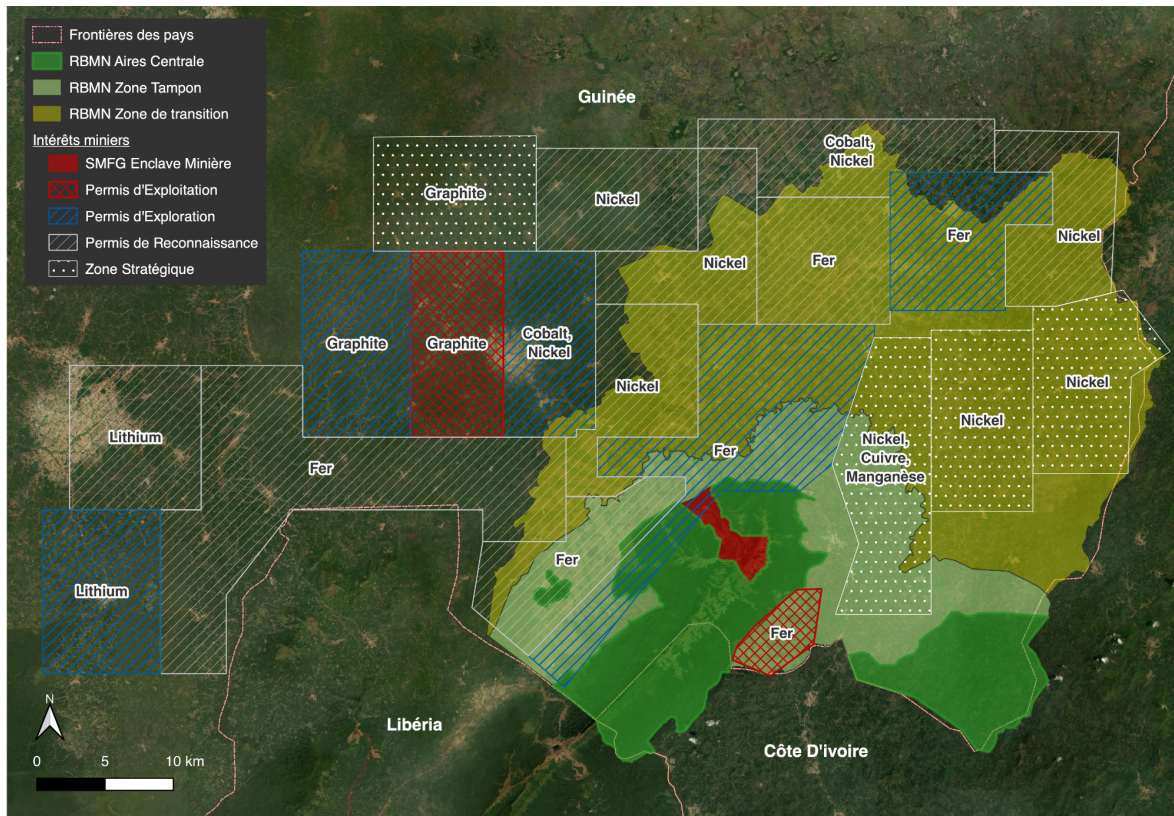 Frontières des pays
RBMN Aires Centrale
RBMN Zone Tampon
RBMN Zone de transition
Intérêts miniers
SMFG Enclave Minière
Permis d'Exploitation
Permis d'Exploration
Permis de Reconnaissance
Zone Stratégique
Guinée
Cobalt,
Nickel
Graphite
Nickel
Fer
Nickel
Nickel
Fer
Graphite
Graphite
Cobalt,
Nickel
Nickel
Nickel
Nickel
Lithium
Fer
Fer
Nickel,
Cuivre,
Manganèse
Fer
Lithium
Fer
N
Libéria
Côte D'ivoire
0
5
10 km